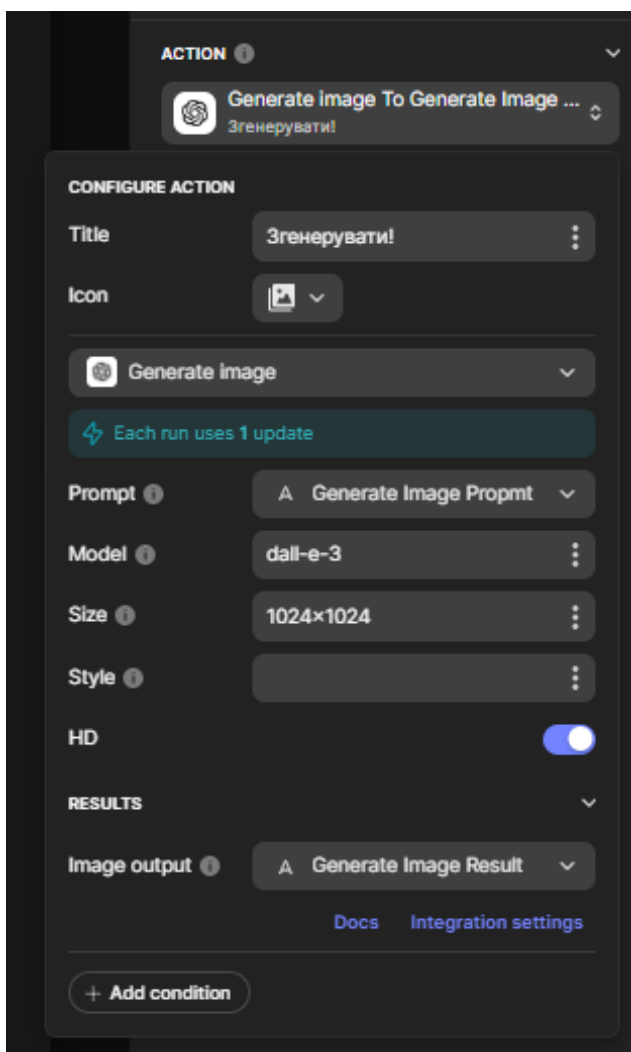 ACTION
Generate image To Generate Image ...
Згенерувати!
CONFIGURE ACTION
Title Згенерувати!
Icon
Generate image
Each run uses 1 update
Prompt A Generate Image Propmt
Model dall-e-3
Size 1024×1024
Style
HD
RESULTS
Image output A Generate Image Result
Docs Integration settings
+ Add condition